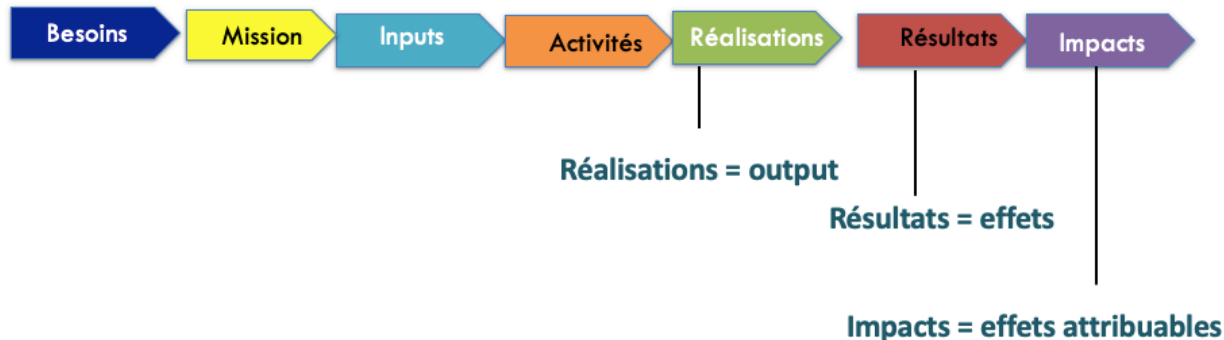 Besoins
Mission
Inputs
Activités
Réalisations
Résultats
Impacts
Réalisations = output
Résultats = effets
Impacts = effets attribuables